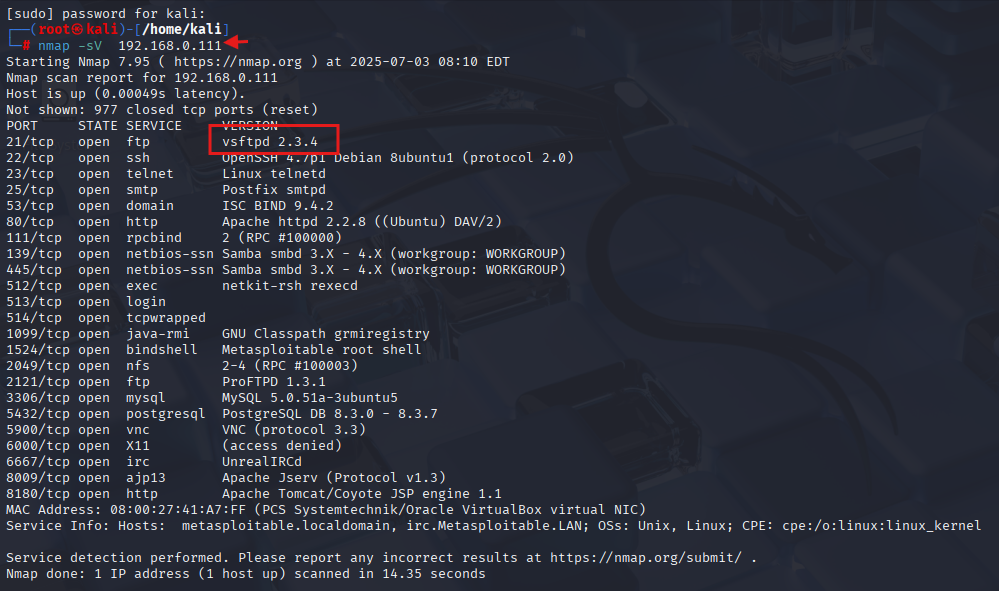 [sudo] password for kali:
┌──(root㉿kali)-[/home/kali]
└─# nmap -sV  192.168.0.111
Starting Nmap 7.95 ( https://nmap.org ) at 2025-07-03 08:10 EDT
Nmap scan report for 192.168.0.111
Host is up (0.00049s latency).
Not shown: 977 closed tcp ports (reset)
PORT     STATE SERVICE     VERSION
21/tcp   open  ftp         vsftpd 2.3.4
22/tcp   open  ssh         OpenSSH 4.7p1 Debian 8ubuntu1 (protocol 2.0)
23/tcp   open  telnet      Linux telnetd
25/tcp   open  smtp        Postfix smtpd
53/tcp   open  domain      ISC BIND 9.4.2
80/tcp   open  http        Apache httpd 2.2.8 ((Ubuntu) DAV/2)
111/tcp  open  rpcbind     2 (RPC #100000)
139/tcp  open  netbios-ssn Samba smbd 3.X - 4.X (workgroup: WORKGROUP)
445/tcp  open  netbios-ssn Samba smbd 3.X - 4.X (workgroup: WORKGROUP)
512/tcp  open  exec        netkit-rsh rexecd
513/tcp  open  login
514/tcp  open  tcpwrapped
1099/tcp open  java-rmi    GNU Classpath grmiregistry
1524/tcp open  bindshell   Metasploitable root shell
2049/tcp open  nfs         2-4 (RPC #100003)
2121/tcp open  ftp         ProFTPD 1.3.1
3306/tcp open  mysql       MySQL 5.0.51a-3ubuntu5
5432/tcp open  postgresql  PostgreSQL DB 8.3.0 - 8.3.7
5900/tcp open  vnc         VNC (protocol 3.3)
6000/tcp open  X11         (access denied)
6667/tcp open  irc         UnrealIRCd
8009/tcp open  ajp13       Apache Jserv (Protocol v1.3)
8180/tcp open  http        Apache Tomcat/Coyote JSP engine 1.1
MAC Address: 08:00:27:41:A7:FF (PCS Systemtechnik/Oracle VirtualBox virtual NIC)
Service Info: Hosts:  metasploitable.localdomain, irc.Metasploitable.LAN; OSs: Unix, Linux; CPE: cpe:/o:linux:linux_kernel
Service detection performed. Please report any incorrect results at https://nmap.org/submit/ .
Nmap done: 1 IP address (1 host up) scanned in 14.35 seconds